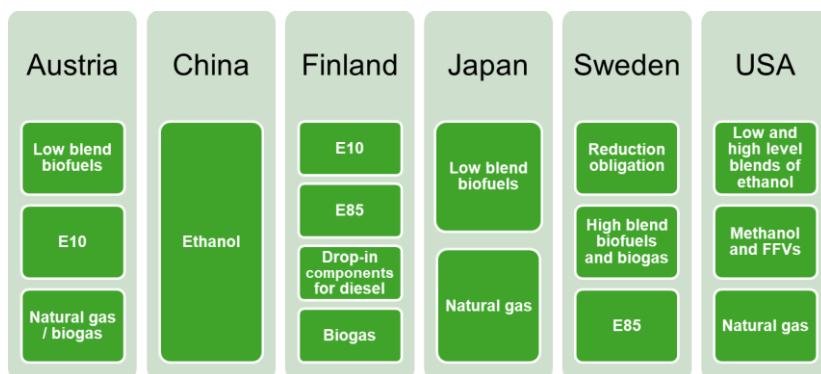 Austria
Low blend
biofuels
E10
Natural gas
/ biogas
China
Ethanol
Finland
E10
E85
Drop-in
components
for diesel
Biogas
Japan
Low blend
biofuels
Natural gas
Sweden
Reduction
obligation
High blend
biofuels
and biogas
E85
USA
Low and
high level
blends of
ethanol
Methanol
and FFVs
Natural gas